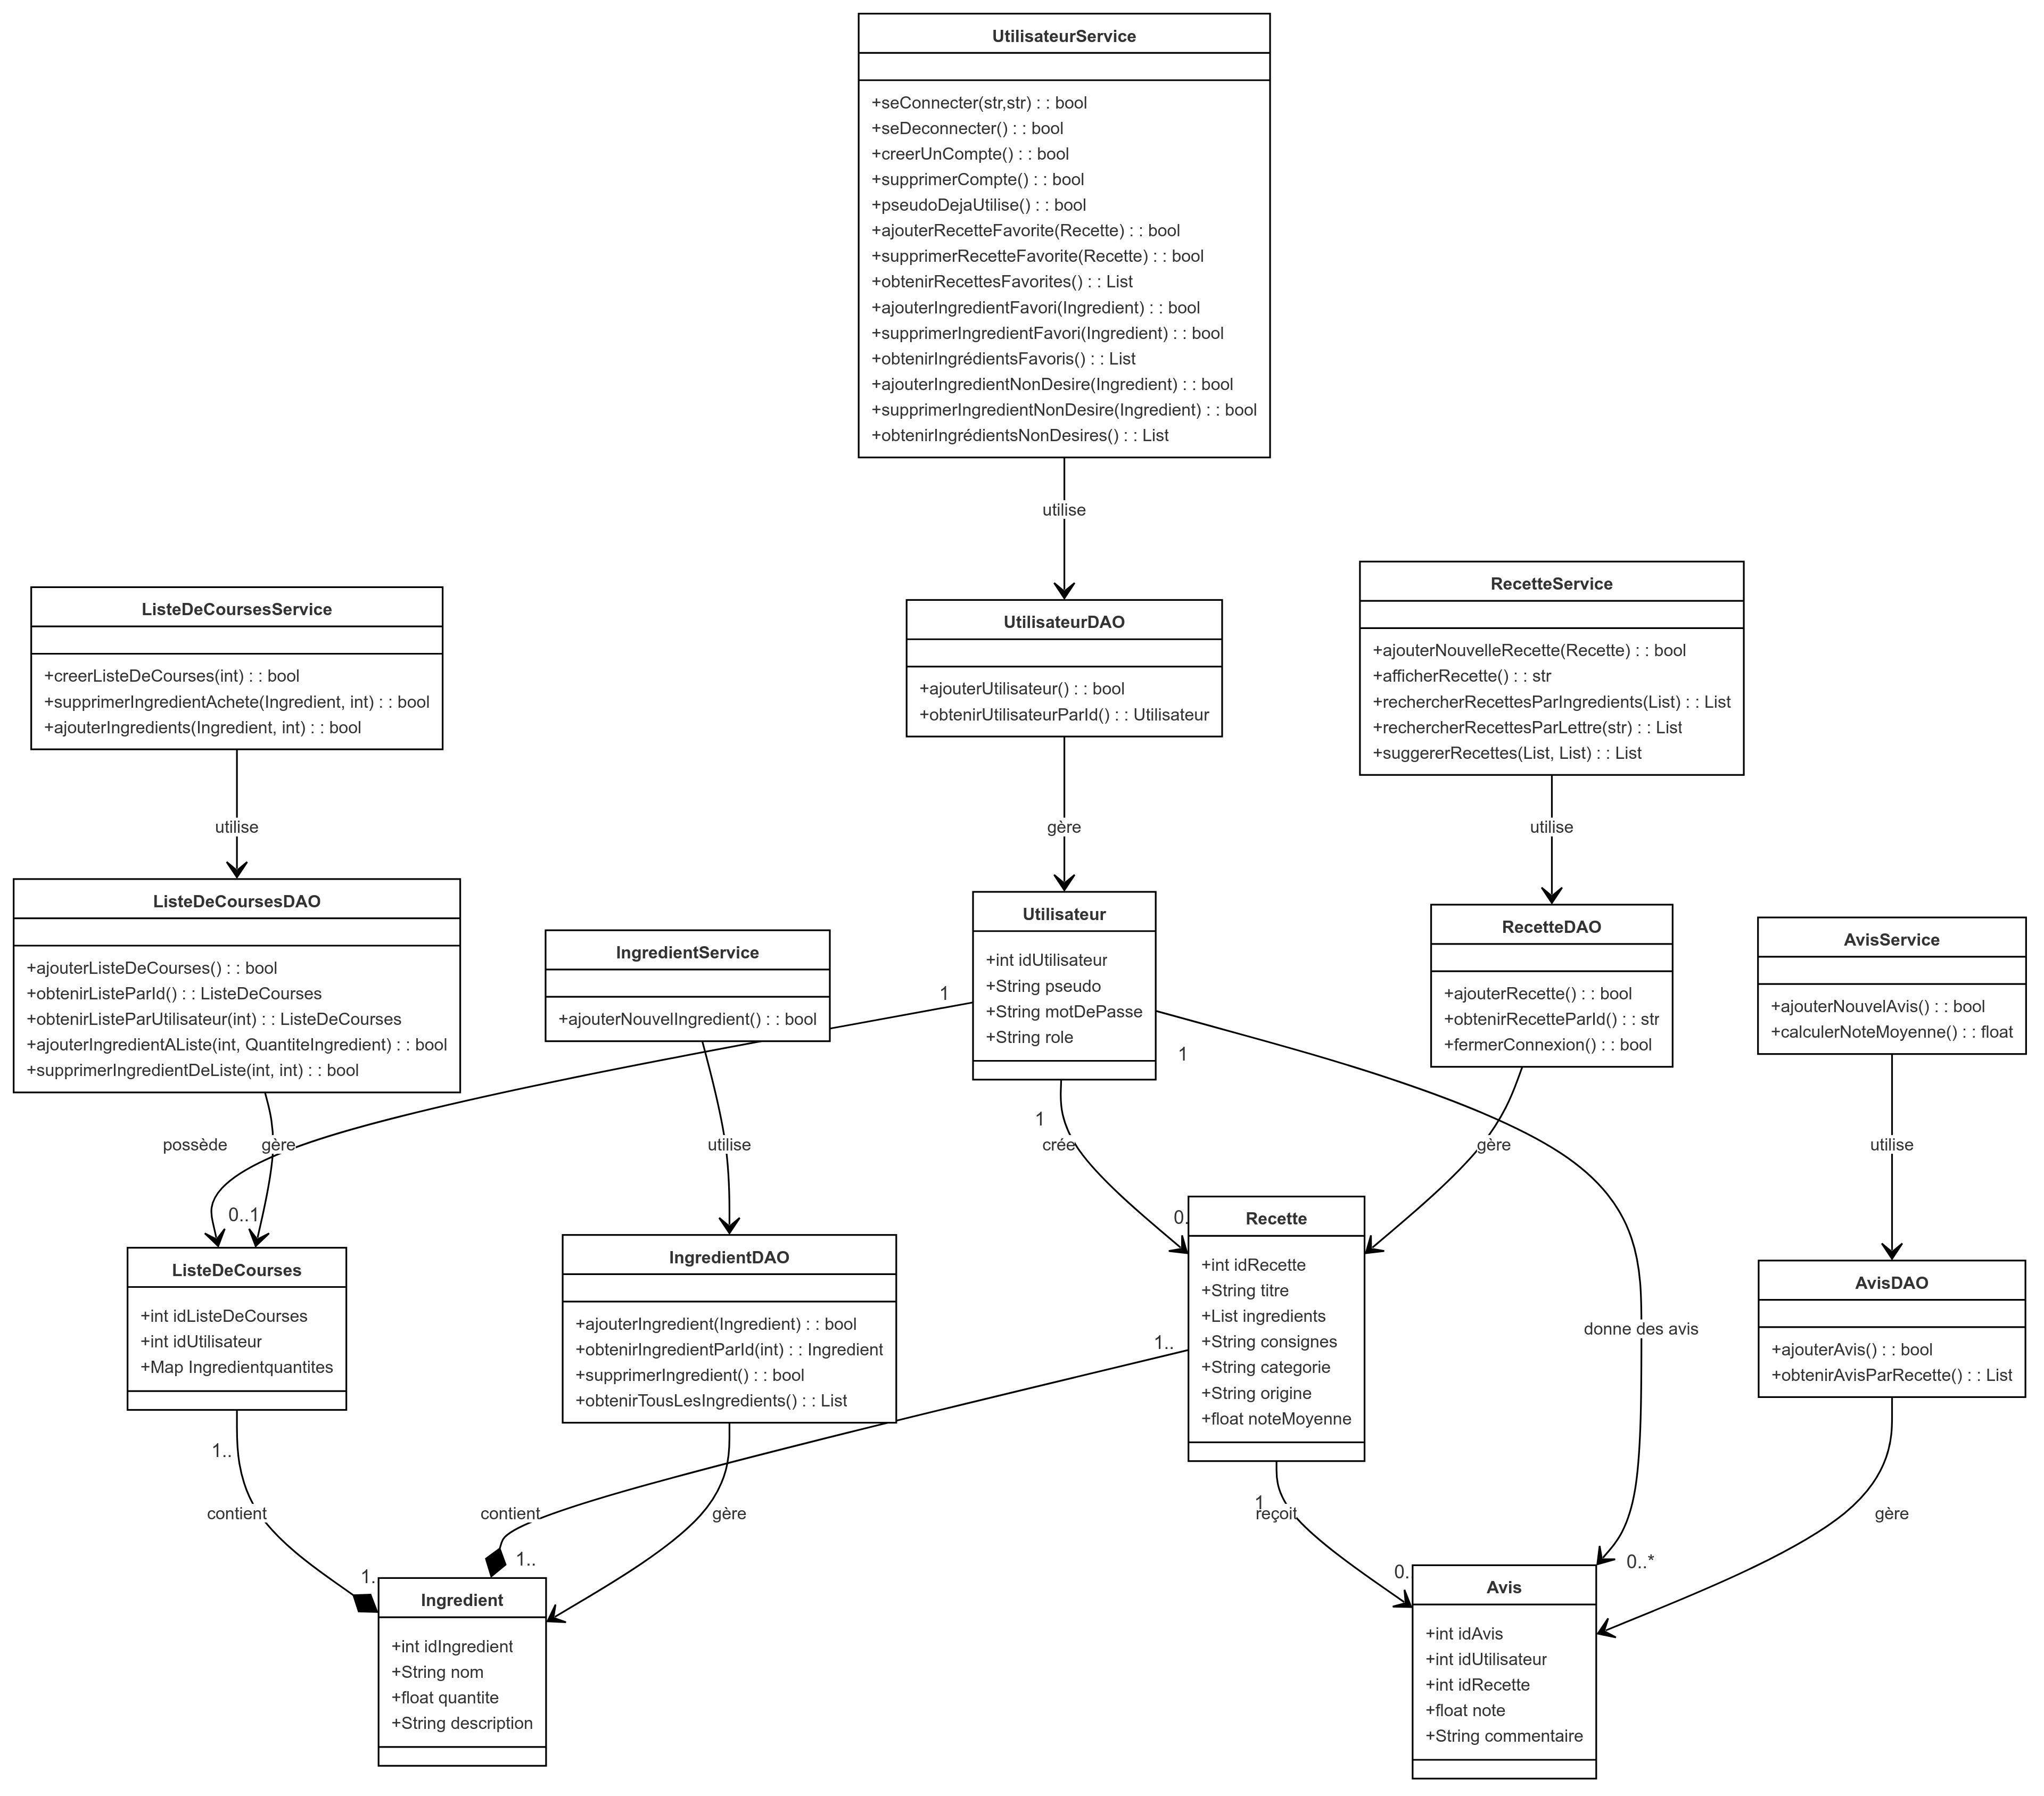 UtilisateurService
+seConnecter(str,str) : : bool
+seDeconnecter() : : bool
+creerUnCompte() : : bool
+supprimerCompte() : : bool
+pseudoDejaUtilise() : : bool
+ajouterRecetteFavorite(Recette) : : bool
+supprimerRecetteFavorite(Recette) : : bool
+obtenirRecettesFavorites() : : List
+ajouterIngredientFavori(Ingredient) : : bool
+supprimerIngredientFavori(Ingredient) : : bool
+obtenirIngrédientsFavoris() : : List
+ajouterIngredientNonDesire(Ingredient) : : bool
+supprimerIngredientNonDesire(Ingredient) : : bool
+obtenirIngrédientsNonDesires() : : List
utilise
ListeDeCoursesService
+creerListeDeCourses(int) : : bool
+supprimerIngredientAchete(Ingredient, int) : : bool
+ajouterIngredients(Ingredient, int) : : bool
utilise
UtilisateurDAO
+ajouterUtilisateur() : : bool
+obtenirUtilisateurParId() : : Utilisateur
gère
RecetteService
+ajouterNouvelleRecette(Recette) : : bool
+afficherRecette() : : str
+rechercherRecettesParIngredients(List) : : List
+rechercherRecettesParLettre(str) : : List
+suggererRecettes(List, List) : : List
utilise
ListeDeCoursesDAO
+ajouterListeDeCourses() : : bool
+obtenirListeParId() : : ListeDeCourses
+obtenirListeParUtilisateur(int) : : ListeDeCourses
+ajouterIngredientAListe(int, QuantiteIngredient) : : bool
+supprimerIngredientDeListe(int, int) : : bool
IngredientService
+ajouterNouvelIngredient() : : bool
Utilisateur
+int idUtilisateur
+String pseudo
+String motDePasse
+String role
RecetteDAO
+ajouterRecette() : : bool
+obtenirRecetteParId() : : str
+fermerConnexion() : : bool
AvisService
+ajouterNouvelAvis() : : bool
+calculerNoteMoyenne() : : float
1
1
1
possède
gère
utilise
crée
gère
utilise
0..1
0.
ListeDeCourses
+int idListeDeCourses
+int idUtilisateur
+Map Ingredientquantites
IngredientDAO
+ajouterIngredient(Ingredient) : : bool
+obtenirIngredientParId(int) : : Ingredient
+supprimerIngredient() : : bool
+obtenirTousLesIngredients() : : List
Recette
+int idRecette
+String titre
+List ingredients
+String consignes
+String categorie
+String origine
+float noteMoyenne
donne des avis
AvisDAO
+ajouterAvis() : : bool
+obtenirAvisParRecette() : : List
1..
1..
1
contient
contient
gère
reçoit
gère
1.
1..
0.
0..*
Ingredient
+int idIngredient
+String nom
+float quantite
+String description
Avis
+int idAvis
+int idUtilisateur
+int idRecette
+float note
+String commentaire